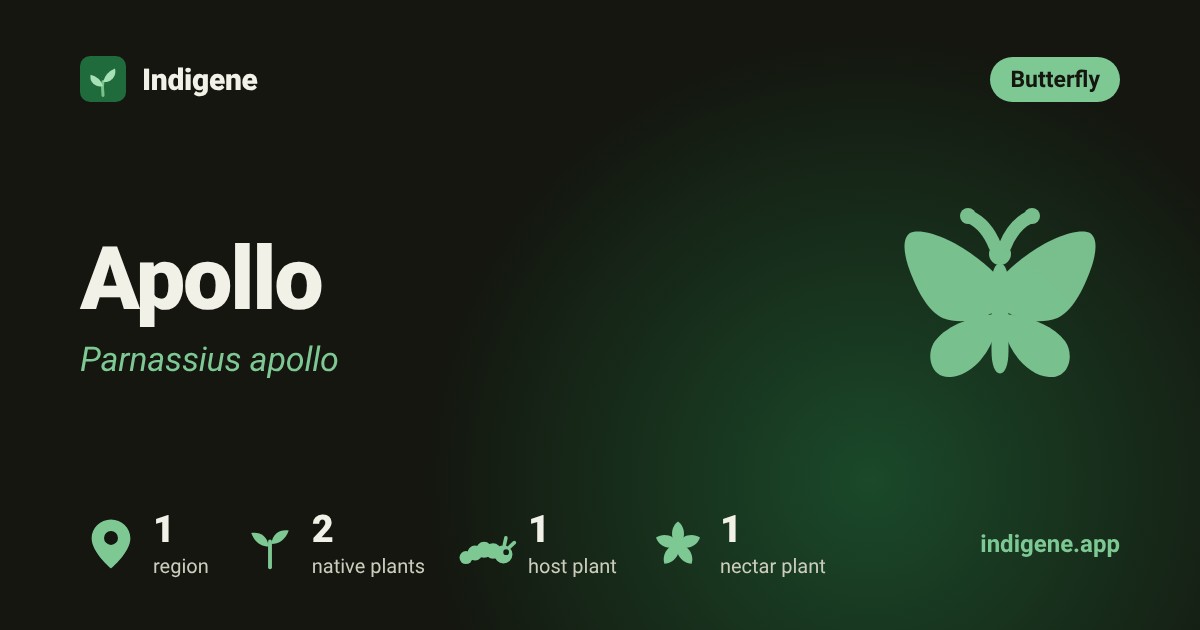 Indigene
Butterfly
Apollo
Parnassius apollo
1
region
2
native plants
1
host plant
1
nectar plant
indigene.app